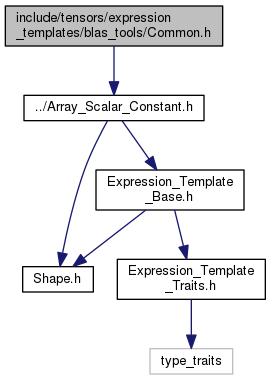 include/tensors/expression
_templates/blas_tools/Common.h
../Array_Scalar_Constant.h
Expression_Template
_Base.h
Shape.h
Expression_Template
_Traits.h
type_traits